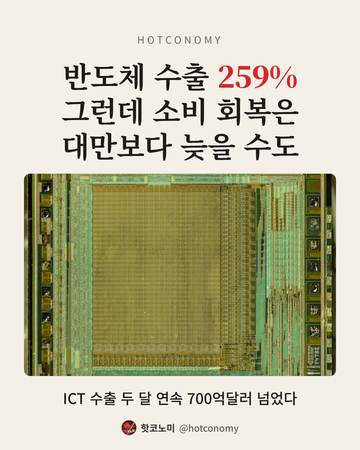 HOTCONOMY
반도체 수출 259%
그런데 소비 회복은
대만보다 늦을 수도
ICT 수출 두 달 연속 700억달러 넘었다
핫코노미 @hotconomy